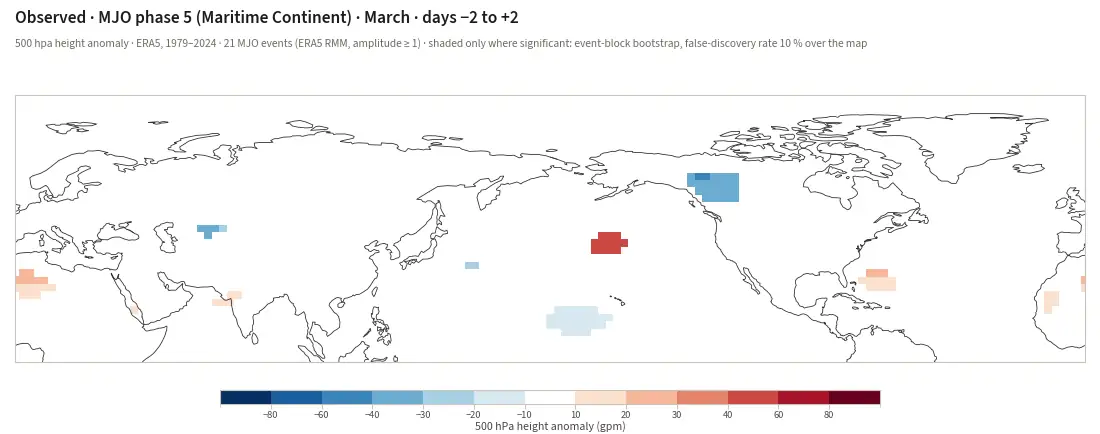 Observed · MJO phase 5 (Maritime Continent) · March · days −2 to +2
500 hpa height anomaly · ERA5, 1979–2024 · 21 MJO events (ERA5 RMM, amplitude ≥ 1) · shaded only where significant: event-block bootstrap, false-discovery rate 10 % over the map
−80 −60 −40 −30 −20 −10 10 20 30 40 60 80
500 hPa height anomaly (gpm)